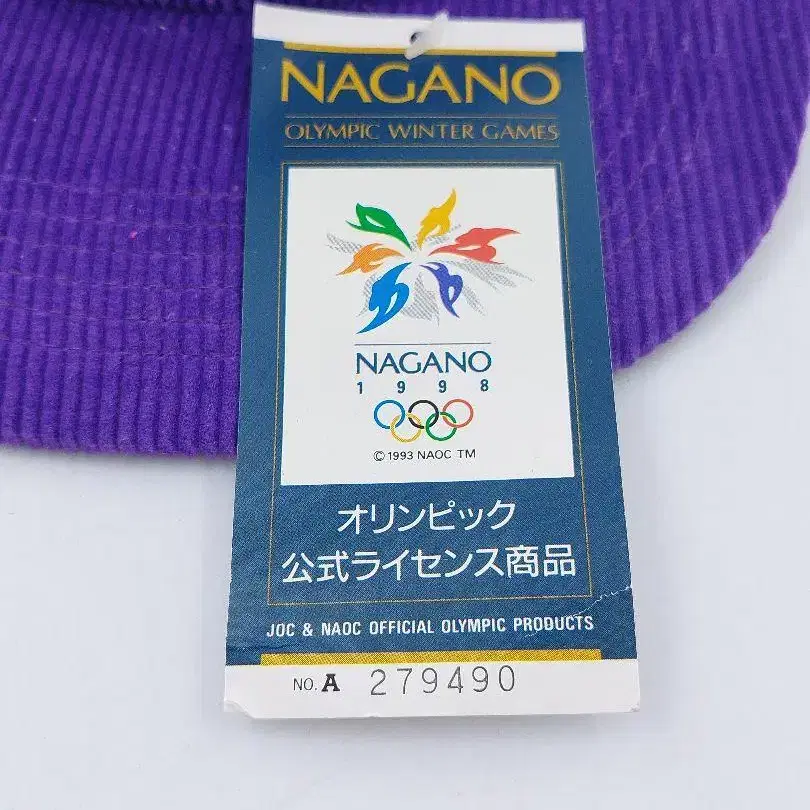 NAGANO
OLYMPIC WINTER GAMES
NAGANO
1998
© 1993 NAOC TM
オリンピック
公式ライセンス商品
JOC & NAOC OFFICIAL OLYMPIC PRODUCTS
NO. A 279490